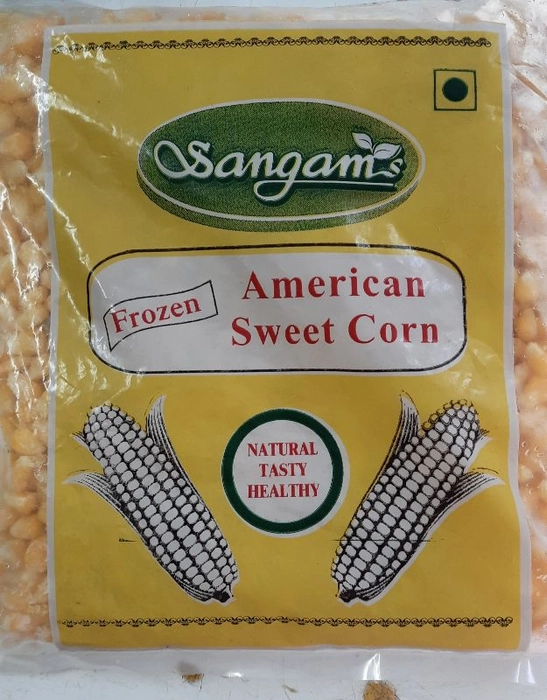 Sangam's
Frozen
American
Sweet Corn
NATURAL
TASTY
HEALTHY